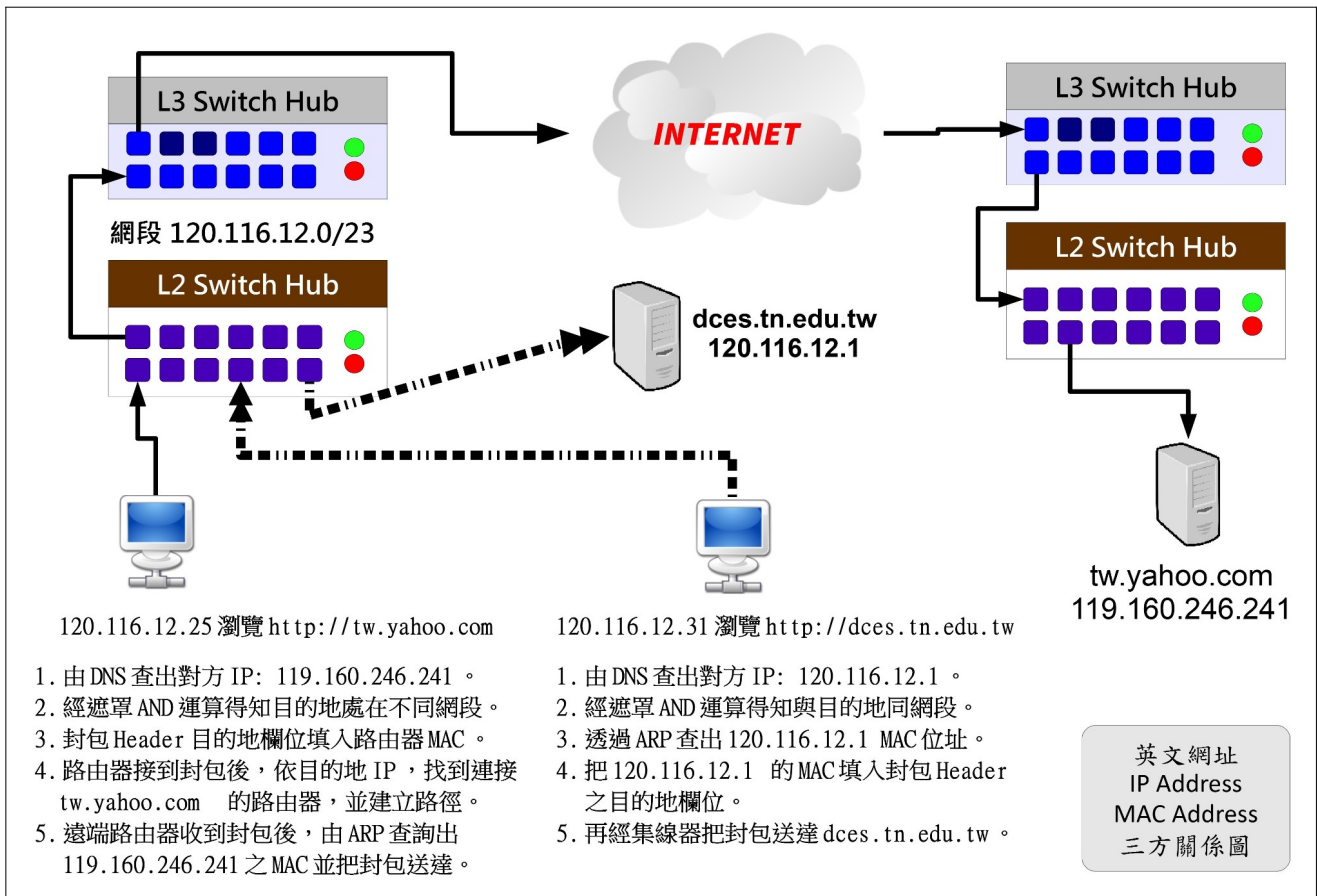 L3 Switch Hub
INTERNET
L3 Switch Hub
網段 120.116.12.0/23
L2 Switch Hub
L2 Switch Hub
dces.tn.edu.tw
120.116.12.1
tw.yahoo.com
119.160.246.241
120.116.12.25 瀏覽 http://tw.yahoo.com
1. 由 DNS 查出對方 IP: 119.160.246.241 。
2. 經遮罩 AND 運算得知目的地處在不同網段。
3. 封包 Header 目的地欄位填入路由器 MAC 。
4. 路由器接到封包後，依目的地 IP ，找到連接
tw.yahoo.com 的路由器，並建立路徑。
5. 遠端路由器收到封包後，由 ARP 查詢出
119.160.246.241 之 MAC 並把封包送達。
120.116.12.31 瀏覽 http://dces.tn.edu.tw
1. 由 DNS 查出對方 IP: 120.116.12.1 。
2. 經遮罩 AND 運算得知與目的地同網段。
3. 透過 ARP 查出 120.116.12.1 MAC 位址。
4. 把 120.116.12.1 的 MAC 填入封包 Header
之目的地欄位。
5. 再經集線器把封包送達 dces.tn.edu.tw 。
英文網址
IP Address
MAC Address
三方關係圖